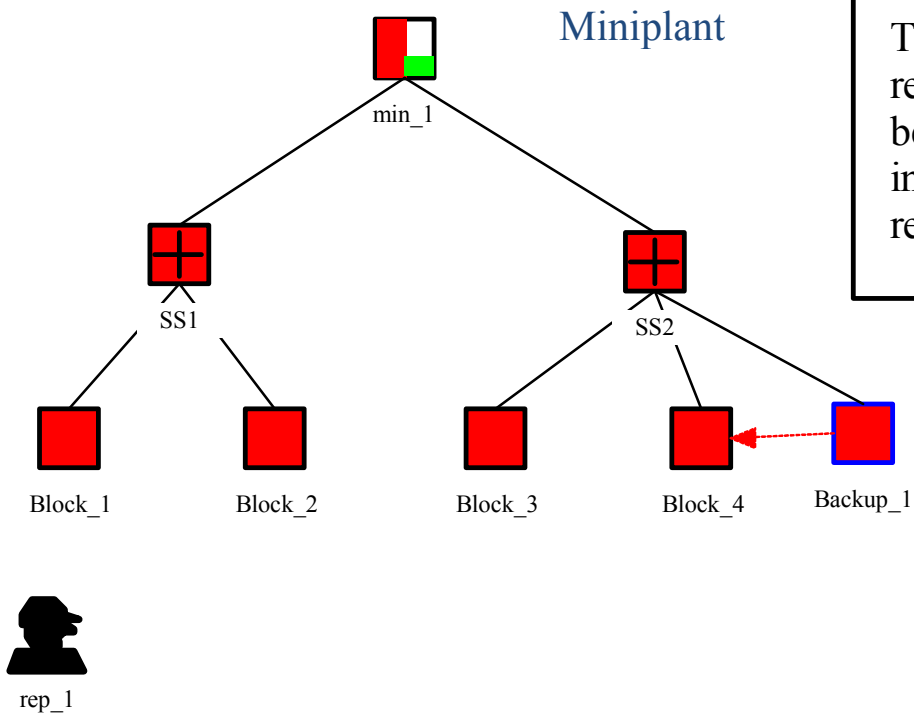 Miniplant
min_1
SS1
SS2
Block_1
Block_2
Block_3
Block_4
Backup_1
rep_1